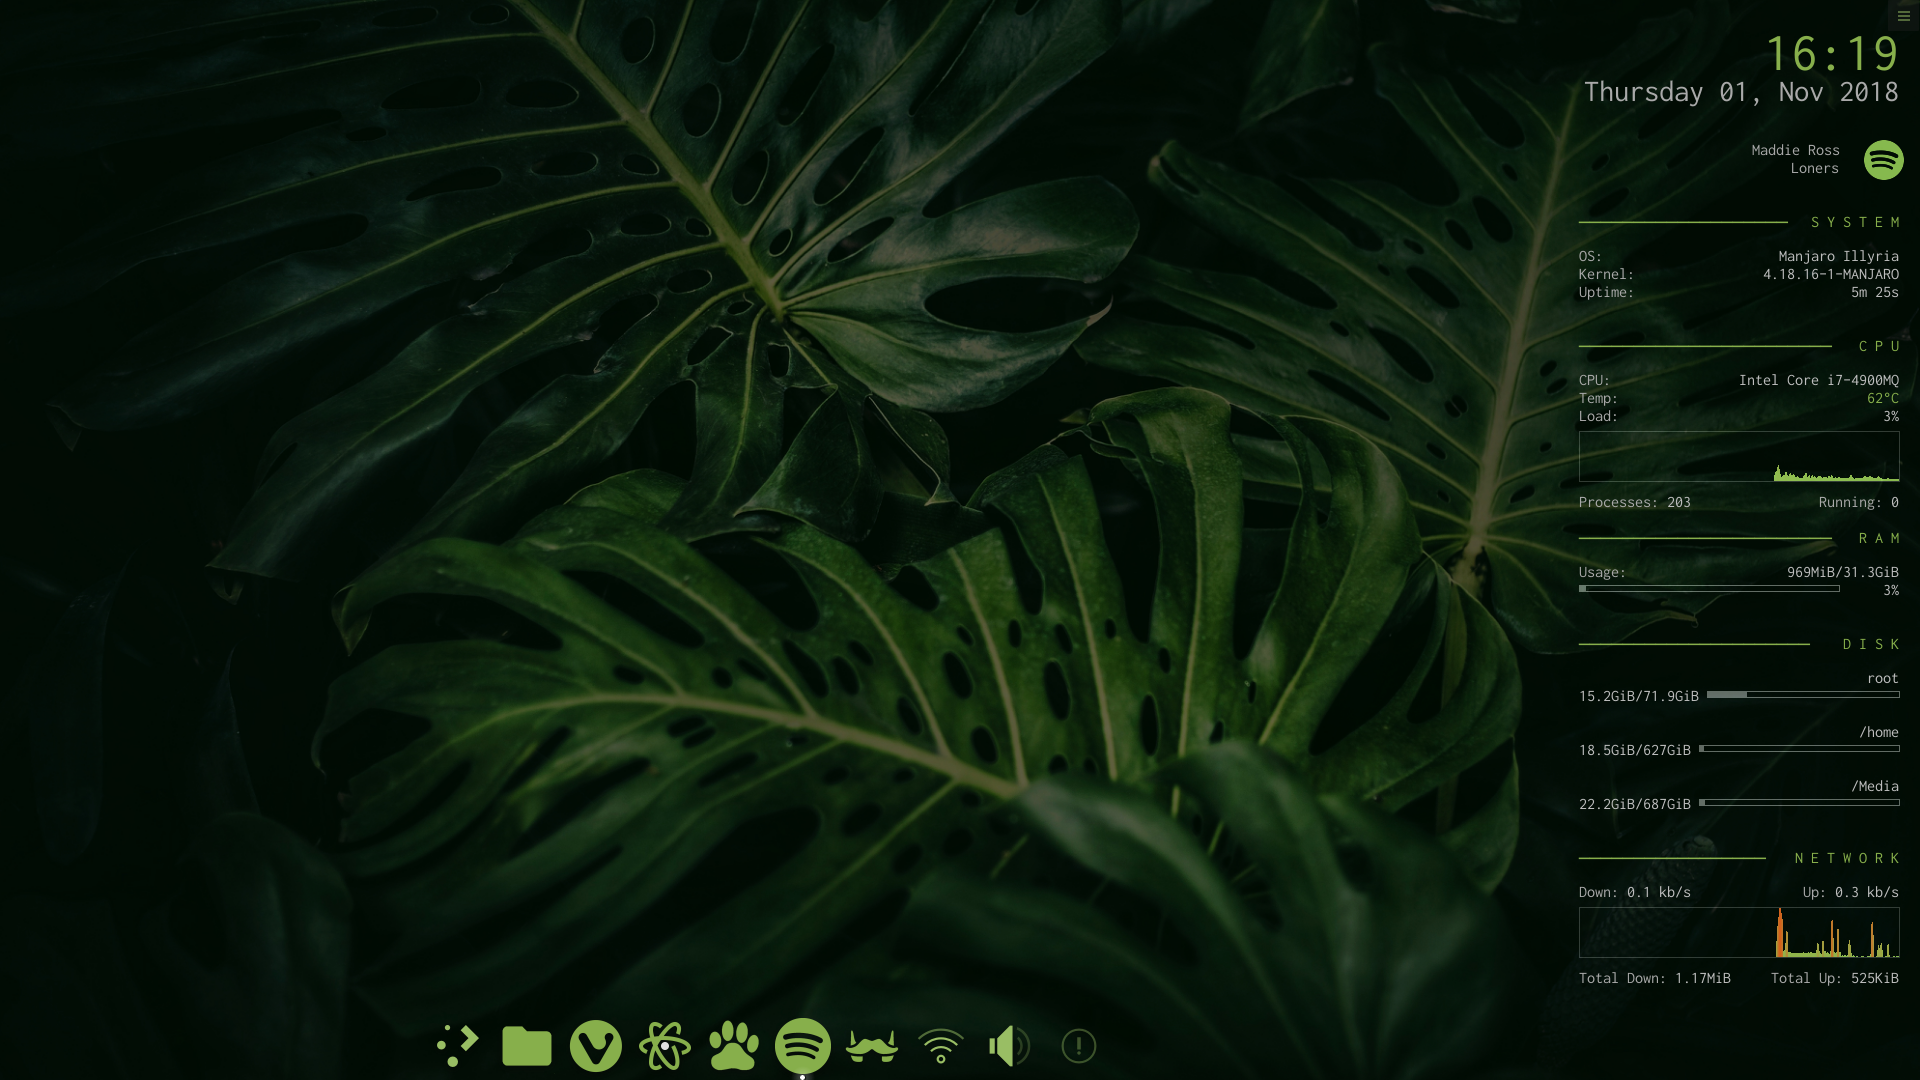 16:19
Thursday 01, Nov 2018
Maddie Ross
Loners
SYSTEM
OS: Manjaro Illyria
Kernel: 4.18.16-1-MANJARO
Uptime: 5m 25s
CPU
CPU: Intel Core i7-4900MQ
Temp: 62°C
Load: 3%
Processes: 203 Running: 0
RAM
Usage: 969MiB/31.3GiB
3%
DISK
root
15.2GiB/71.9GiB
/home
18.5GiB/627GiB
/Media
22.2GiB/687GiB
NETWORK
Down: 0.1 kb/s Up: 0.3 kb/s
Total Down: 1.17MiB Total Up: 525KiB